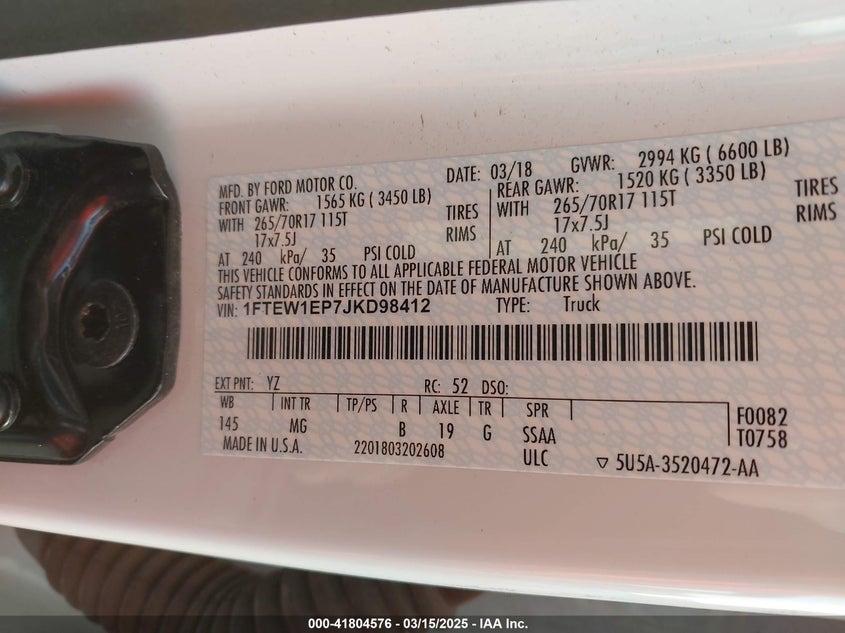 MFD. BY FORD MOTOR CO. DATE: 03/18 GVWR: 2994 KG ( 6600 LB)
FRONT GAWR: 1565 KG ( 3450 LB) REAR GAWR: 1520 KG ( 3350 LB)
WITH 265/70R17 115T TIRES WITH 265/70R17 115T TIRES
17x7.5J RIMS 17x7.5J RIMS
AT 240 kPa/ 35 PSI COLD AT 240 kPa/ 35 PSI COLD
THIS VEHICLE CONFORMS TO ALL APPLICABLE FEDERAL MOTOR VEHICLE
SAFETY STANDARDS IN EFFECT ON THE DATE OF MANUFACTURE SHOWN ABOVE.
VIN: 1FTEW1EP7JKD98412 TYPE: Truck
EXT PNT: YZ RC: 52 DSO:
WB INT TR TP/PS R AXLE TR SPR F0082
145 MG B 19 G SSAA T0758
MADE IN U.S.A. 2201803202608 ULC ▽ 5U5A-3520472-AA
000-41804576 - 03/15/2025 - IAA Inc.